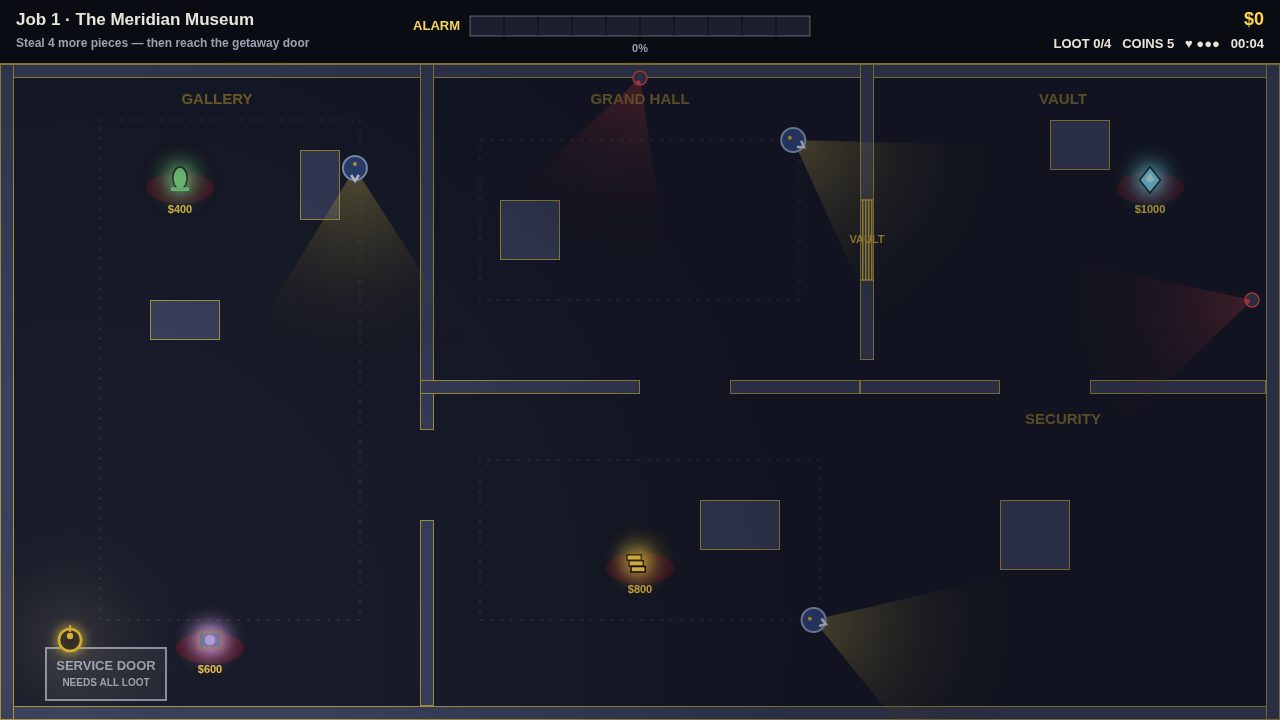 Job 1 · The Meridian Museum
Steal 4 more pieces — then reach the getaway door
ALARM
0%
$0
LOOT 0/4 COINS 5 ♥ ●●● 00:04
GALLERY
GRAND HALL
VAULT
$400
$1000
VAULT
SECURITY
$800
$600
SERVICE DOOR
NEEDS ALL LOOT